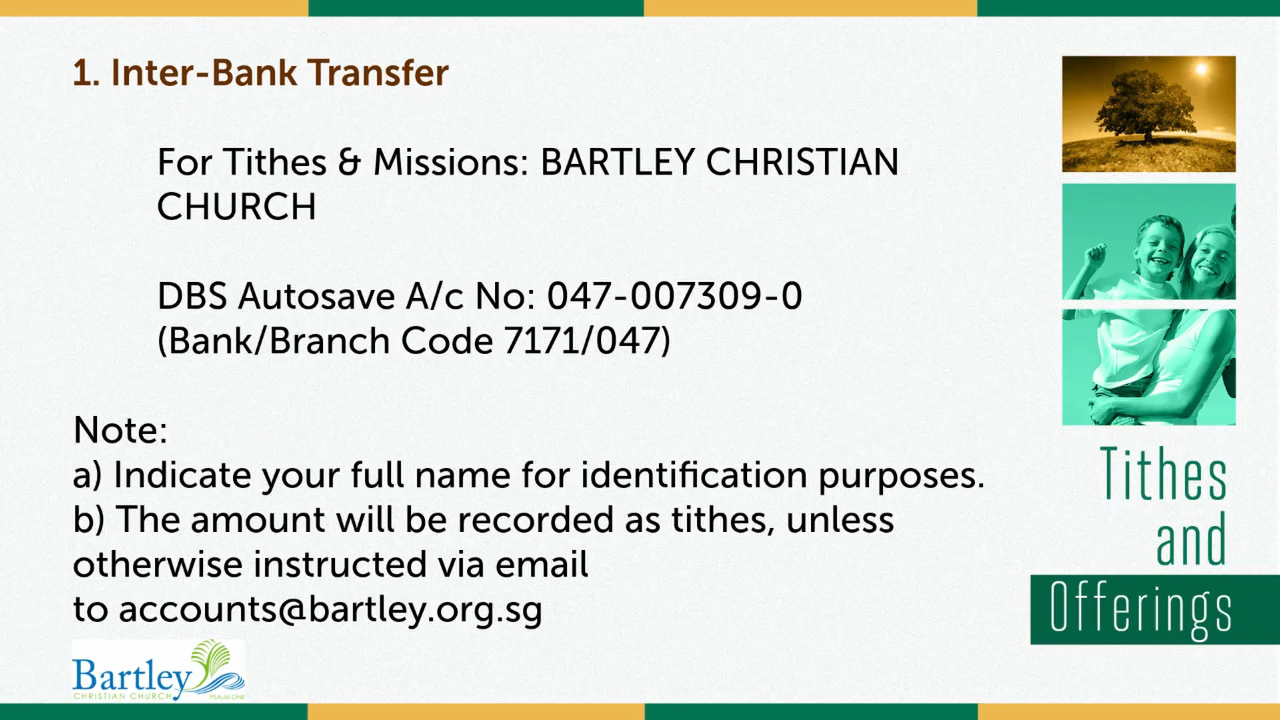 1. Inter-Bank Transfer
For Tithes & Missions: BARTLEY CHRISTIAN
CHURCH
DBS Autosave A/c No: 047-007309-0
(Bank/Branch Code 7171/047)
Note:
a) Indicate your full name for identification purposes.
b) The amount will be recorded as tithes, unless
otherwise instructed via email
to accounts@bartley.org.sg
Tithes
and
Offerings
Bartley
CHRISTIAN CHURCH PSALM ONE